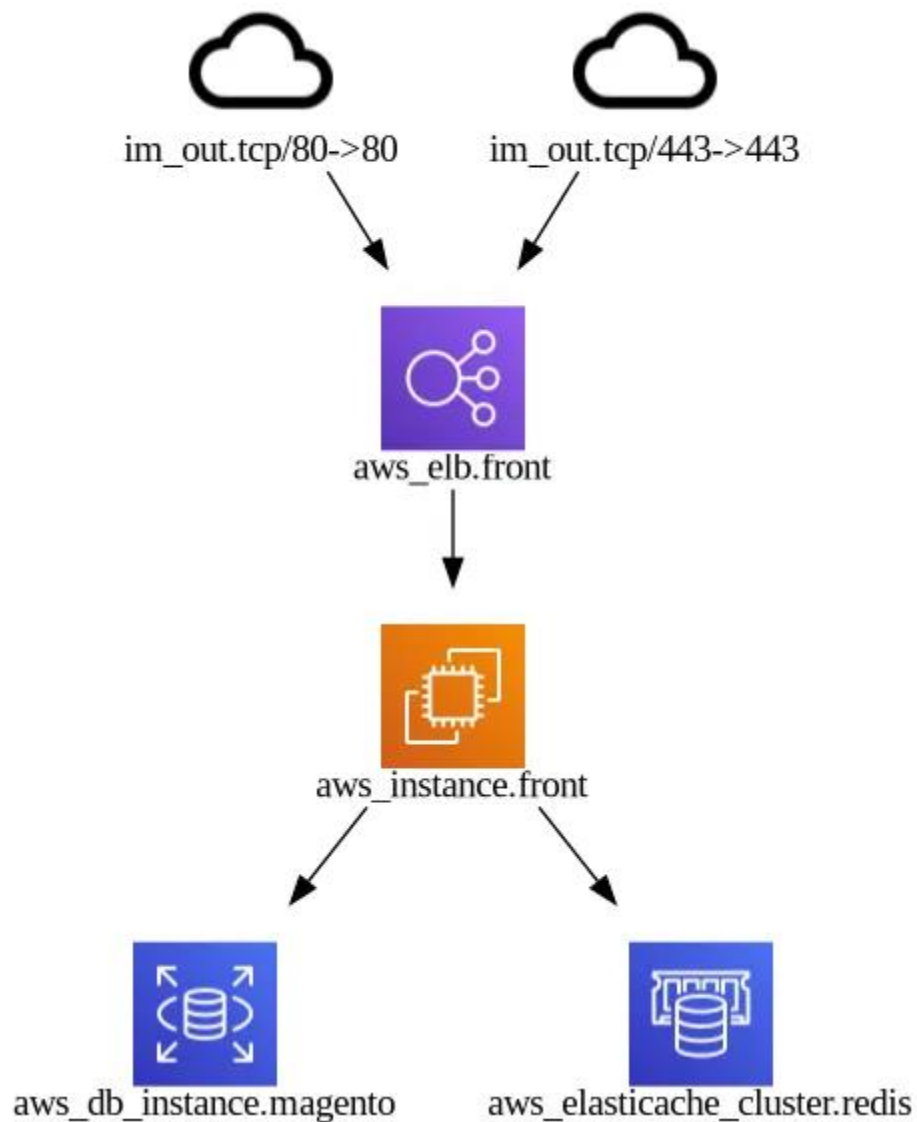 im_out.tcp/80->80
im_out.tcp/443->443
aws_elb.front
aws_instance.front
aws_db_instance.magento
aws_elasticache_cluster.redis